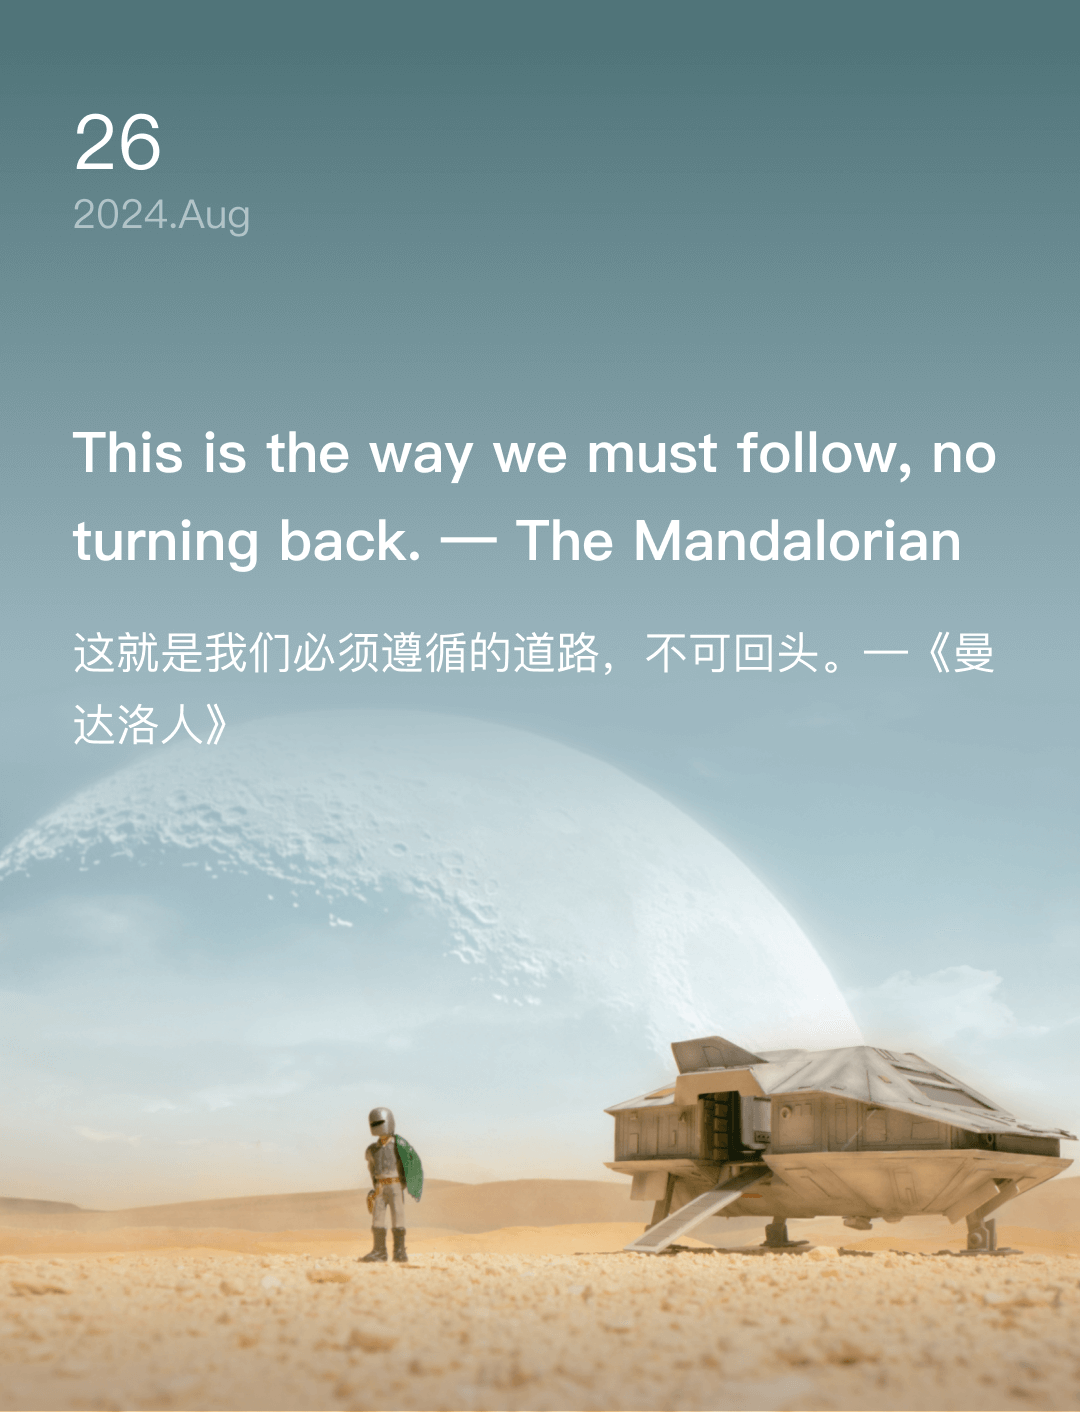 26
2024.Aug
This is the way we must follow, no
turning back. — The Mandalorian
这就是我们必须遵循的道路，不可回头。—《曼
达洛人》